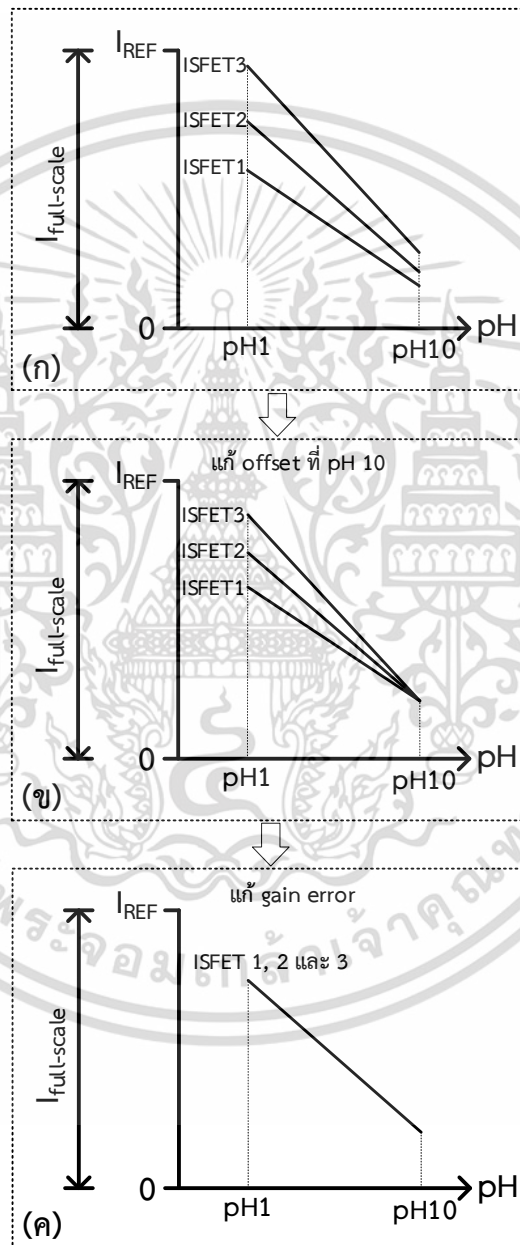 I_REF
ISFET3
ISFET2
ISFET1
I_full-scale
0
pH1
pH10
pH
(ก)
แก้ offset ที่ pH 10
I_REF
ISFET3
ISFET2
ISFET1
I_full-scale
0
pH1
pH10
pH
(ข)
แก้ gain error
I_REF
ISFET 1, 2 และ 3
I_full-scale
0
pH1
pH10
pH
(ค)